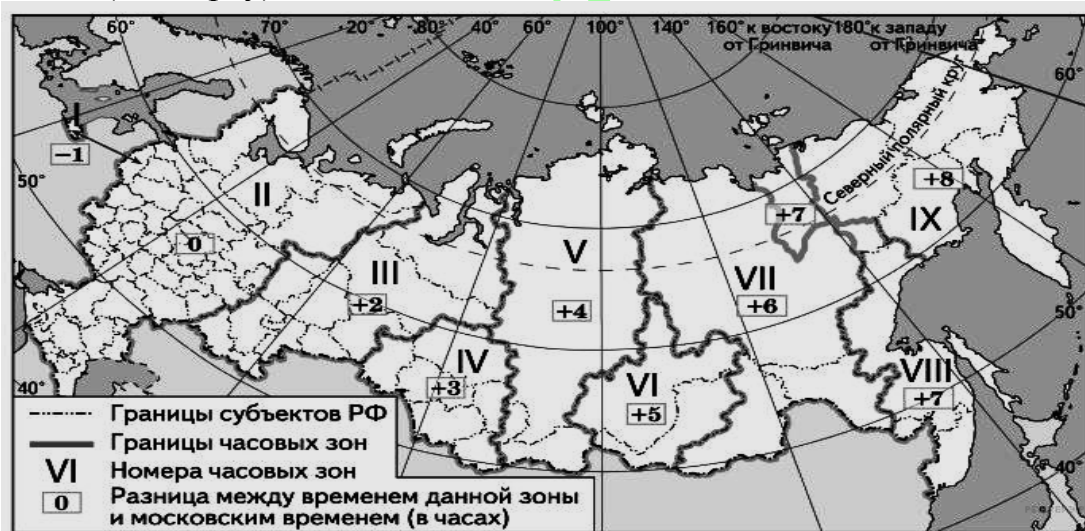 60° 70° -20° 40° 60° 80° 100° 140° 160° к востоку 180° к западу
от Гринвича от Гринвича
60°
Северный полярный круг
I
-1
50°
II
0
III
+2
IV
+3
V
+4
VI
+5
VII
+6
+7
+8
IX
VIII
+7
50°
40°
40°
Границы субъектов РФ
Границы часовых зон
VI Номера часовых зон
0 Разница между временем данной зоны
и московским временем (в часах)